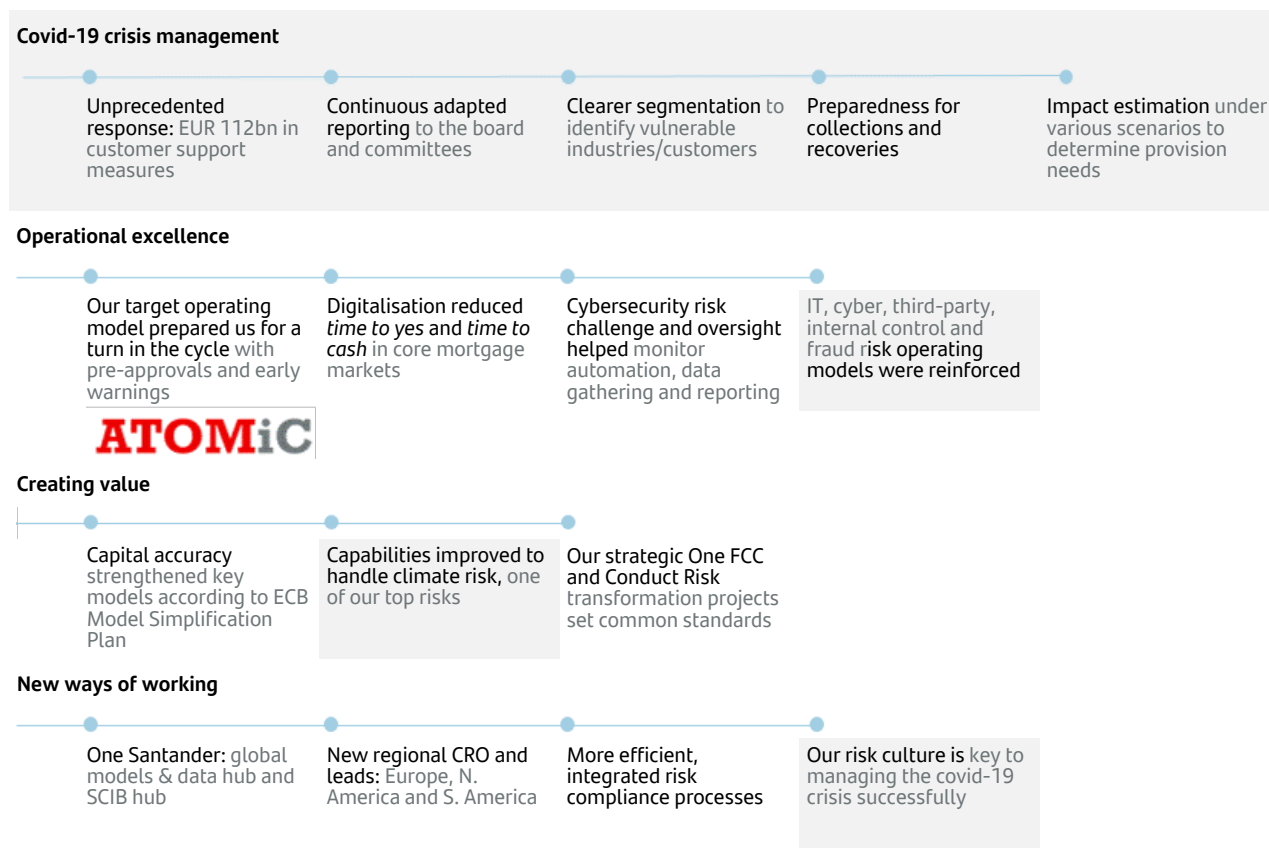 Covid-19 crisis management
Unprecedented
response: EUR 112bn in
customer support
measures
Continuous adapted
reporting to the board
and committees
Clearer segmentation to
identify vulnerable
industries/customers
Preparedness for
collections and
recoveries
Impact estimation under
various scenarios to
determine provision
needs
Operational excellence
Our target operating
model prepared us for a
turn in the cycle with
pre-approvals and early
warnings
ATOMiC
Digitalisation reduced
time to yes and time to
cash in core mortgage
markets
Cybersecurity risk
challenge and oversight
helped monitor
automation, data
gathering and reporting
IT, cyber, third-party,
internal control and
fraud risk operating
models were reinforced
Creating value
Capital accuracy
strengthened key
models according to ECB
Model Simplification
Plan
Capabilities improved to
handle climate risk, one
of our top risks
Our strategic One FCC
and Conduct Risk
transformation projects
set common standards
New ways of working
One Santander: global
models & data hub and
SCIB hub
New regional CRO and
leads: Europe, N.
America and S. America
More efficient,
integrated risk
compliance processes
Our risk culture is key to
managing the covid-19
crisis successfully